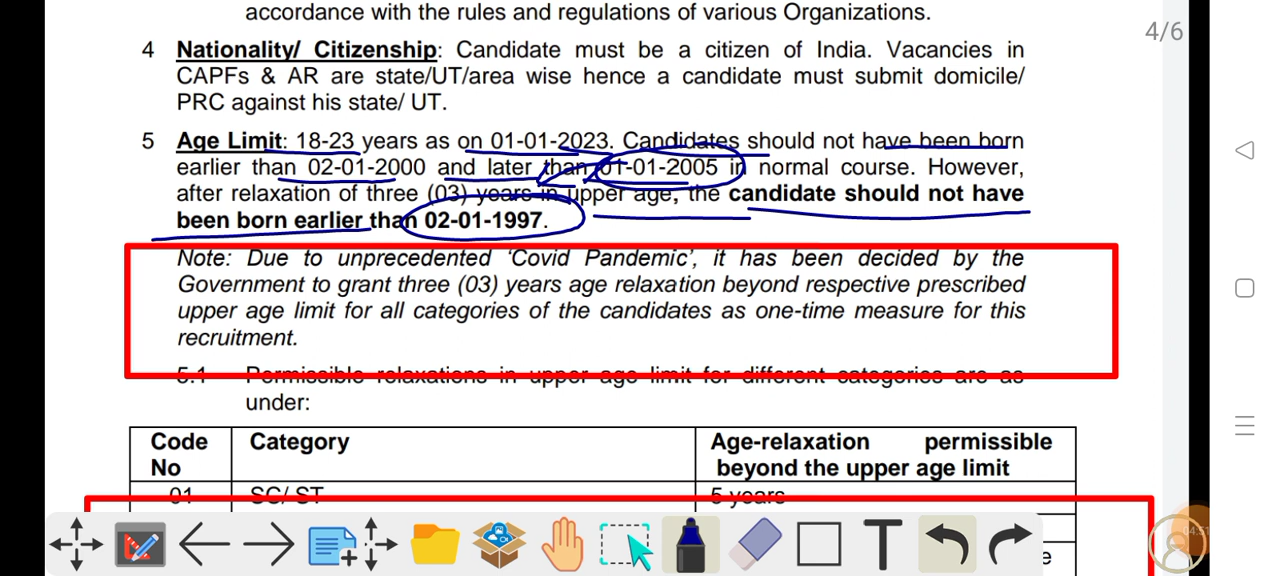 accordance with the rules and regulations of various Organizations.
4/6
4 Nationality/ Citizenship: Candidate must be a citizen of India. Vacancies in
CAPFs & AR are state/UT/area wise hence a candidate must submit domicile/
PRC against his state/ UT.
5 Age Limit: 18-23 years as on 01-01-2023. Candidates should not have been born
earlier than 02-01-2000 and later than 01-01-2005 in normal course. However,
after relaxation of three (03) years in upper age, the candidate should not have
been born earlier than 02-01-1997.
Note: Due to unprecedented 'Covid Pandemic', it has been decided by the
Government to grant three (03) years age relaxation beyond respective prescribed
upper age limit for all categories of the candidates as one-time measure for this
recruitment.
5.1 Permissible relaxations in upper age limit for different categories are as
under:
Code No Category Age-relaxation permissible
beyond the upper age limit
01 SC/ ST 5 years
T